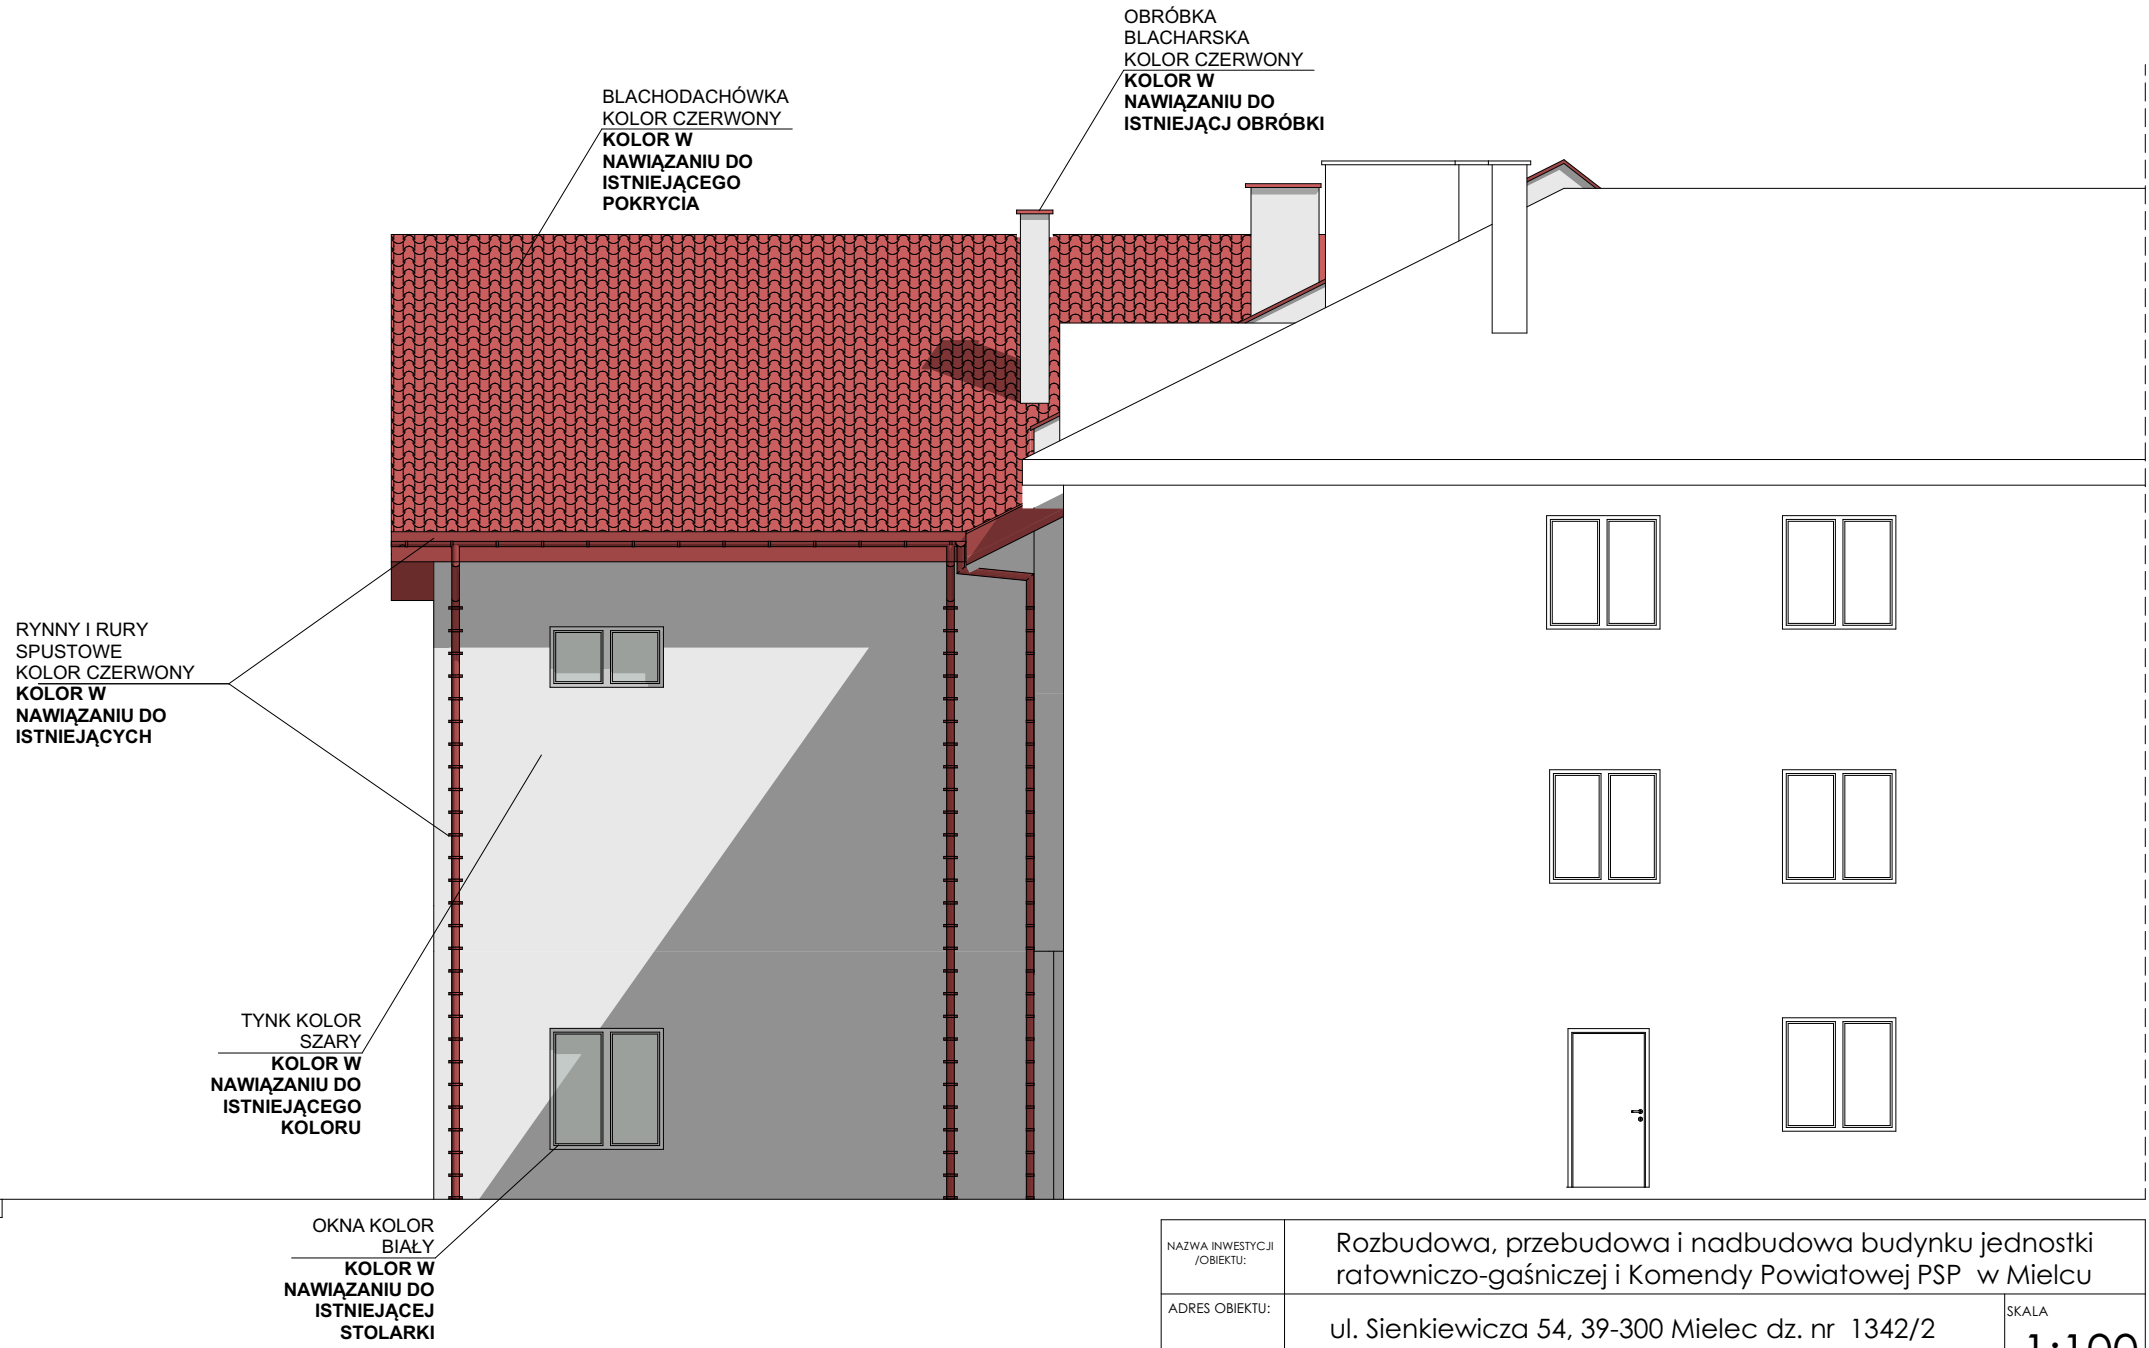 OBRÓBKA
BLACHARSKA
KOLOR CZERWONY
KOLOR W
NAWIĄZANIU DO
ISTNIEJĄCJ OBRÓBKI
BLACHODACHÓWKA
KOLOR CZERWONY
KOLOR W
NAWIĄZANIU DO
ISTNIEJĄCEGO
POKRYCIA
RYNNY I RURY
SPUSTOWE
KOLOR CZERWONY
KOLOR W
NAWIĄZANIU DO
ISTNIEJĄCYCH
TYNK KOLOR
SZARY
KOLOR W
NAWIĄZANIU DO
ISTNIEJĄCEGO
KOLORU
OKNA KOLOR
BIAŁY
KOLOR W
NAWIĄZANIU DO
ISTNIEJĄCEJ
STOLARKI
NAZWA INWESTYCJI
/OBIEKTU:
Rozbudowa, przebudowa i nadbudowa budynku jednostki
ratowniczo-gaśniczej i Komendy Powiatowej PSP w Mielcu
ADRES OBIEKTU:
ul. Sienkiewicza 54, 39-300 Mielec dz. nr 1342/2
SKALA
1:100